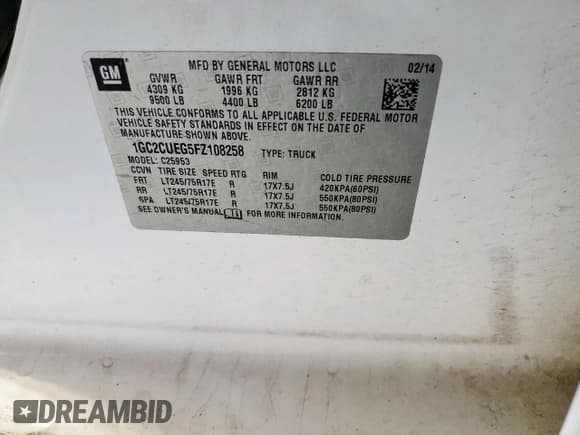 GM
MFD BY GENERAL MOTORS LLC 02/14
GVWR GAWR FRT GAWR RR
4309 KG 1996 KG 2812 KG
9500 LB 4400 LB 6200 LB
THIS VEHICLE CONFORMS TO ALL APPLICABLE U.S. FEDERAL MOTOR
VEHICLE SAFETY STANDARDS IN EFFECT ON THE DATE OF
MANUFACTURE SHOWN ABOVE.
1GC2CUEG5FZ108258 TYPE: TRUCK
MODEL: C25953
CCVN TIRE SIZE SPEED RTG RIM COLD TIRE PRESSURE
FRT LT245/75R17E R 17X7.5J 420KPA(60PSI)
RR LT245/75R17E R 17X7.5J 550KPA(80PSI)
SPA LT245/75R17E R 17X7.5J 550KPA(80PSI)
SEE OWNER'S MANUAL FOR MORE INFORMATION.
DREAMBID